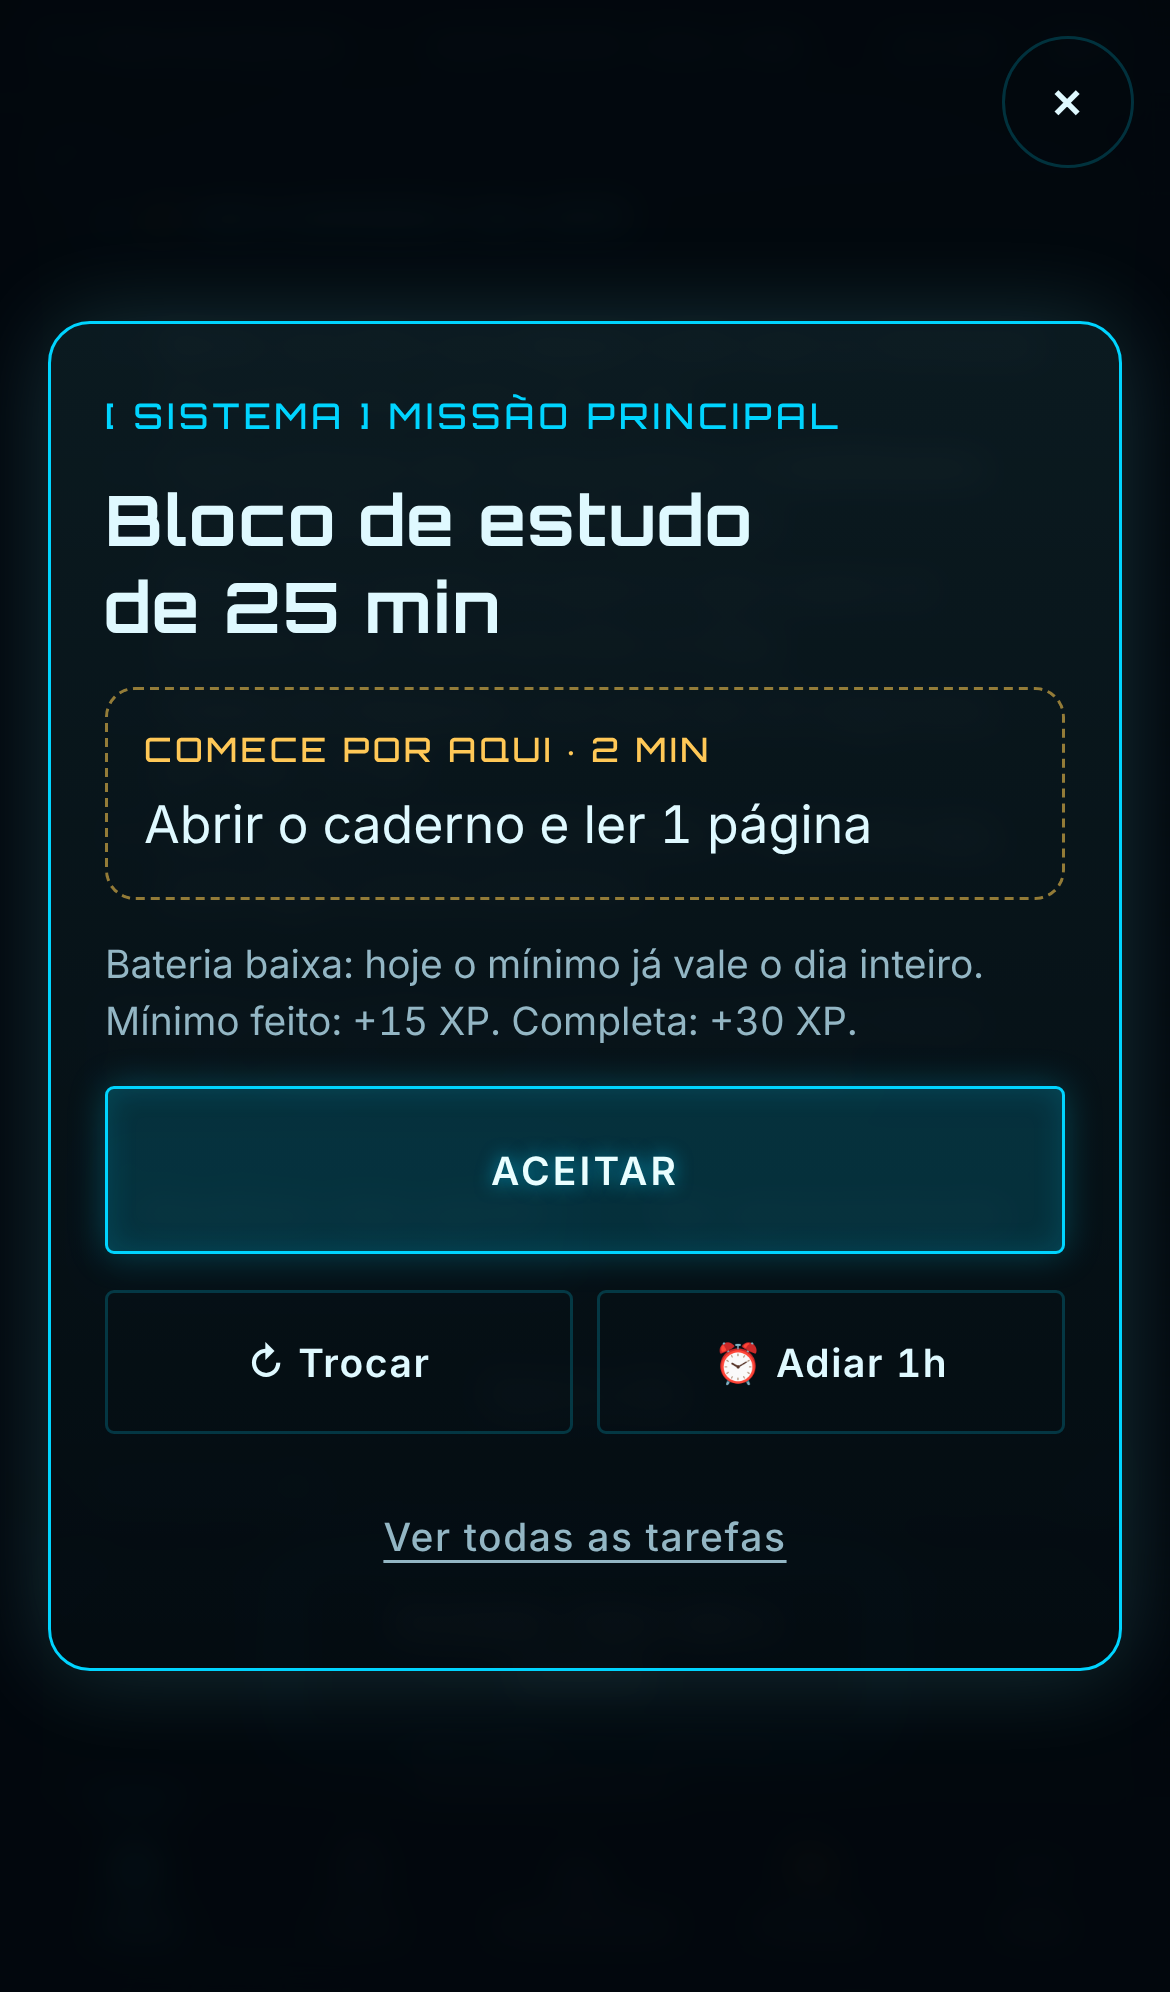 ×
[ SISTEMA ] MISSÃO PRINCIPAL
Bloco de estudo
de 25 min
COMECE POR AQUI · 2 MIN
Abrir o caderno e ler 1 página
Bateria baixa: hoje o mínimo já vale o dia inteiro.
Mínimo feito: +15 XP. Completa: +30 XP.
ACEITAR
↻ Trocar
⏰ Adiar 1h
Ver todas as tarefas